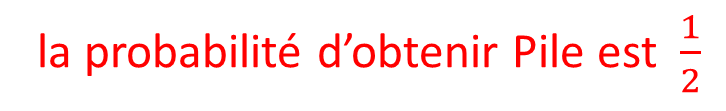 la probabilité d’obtenir Pile est 1/2